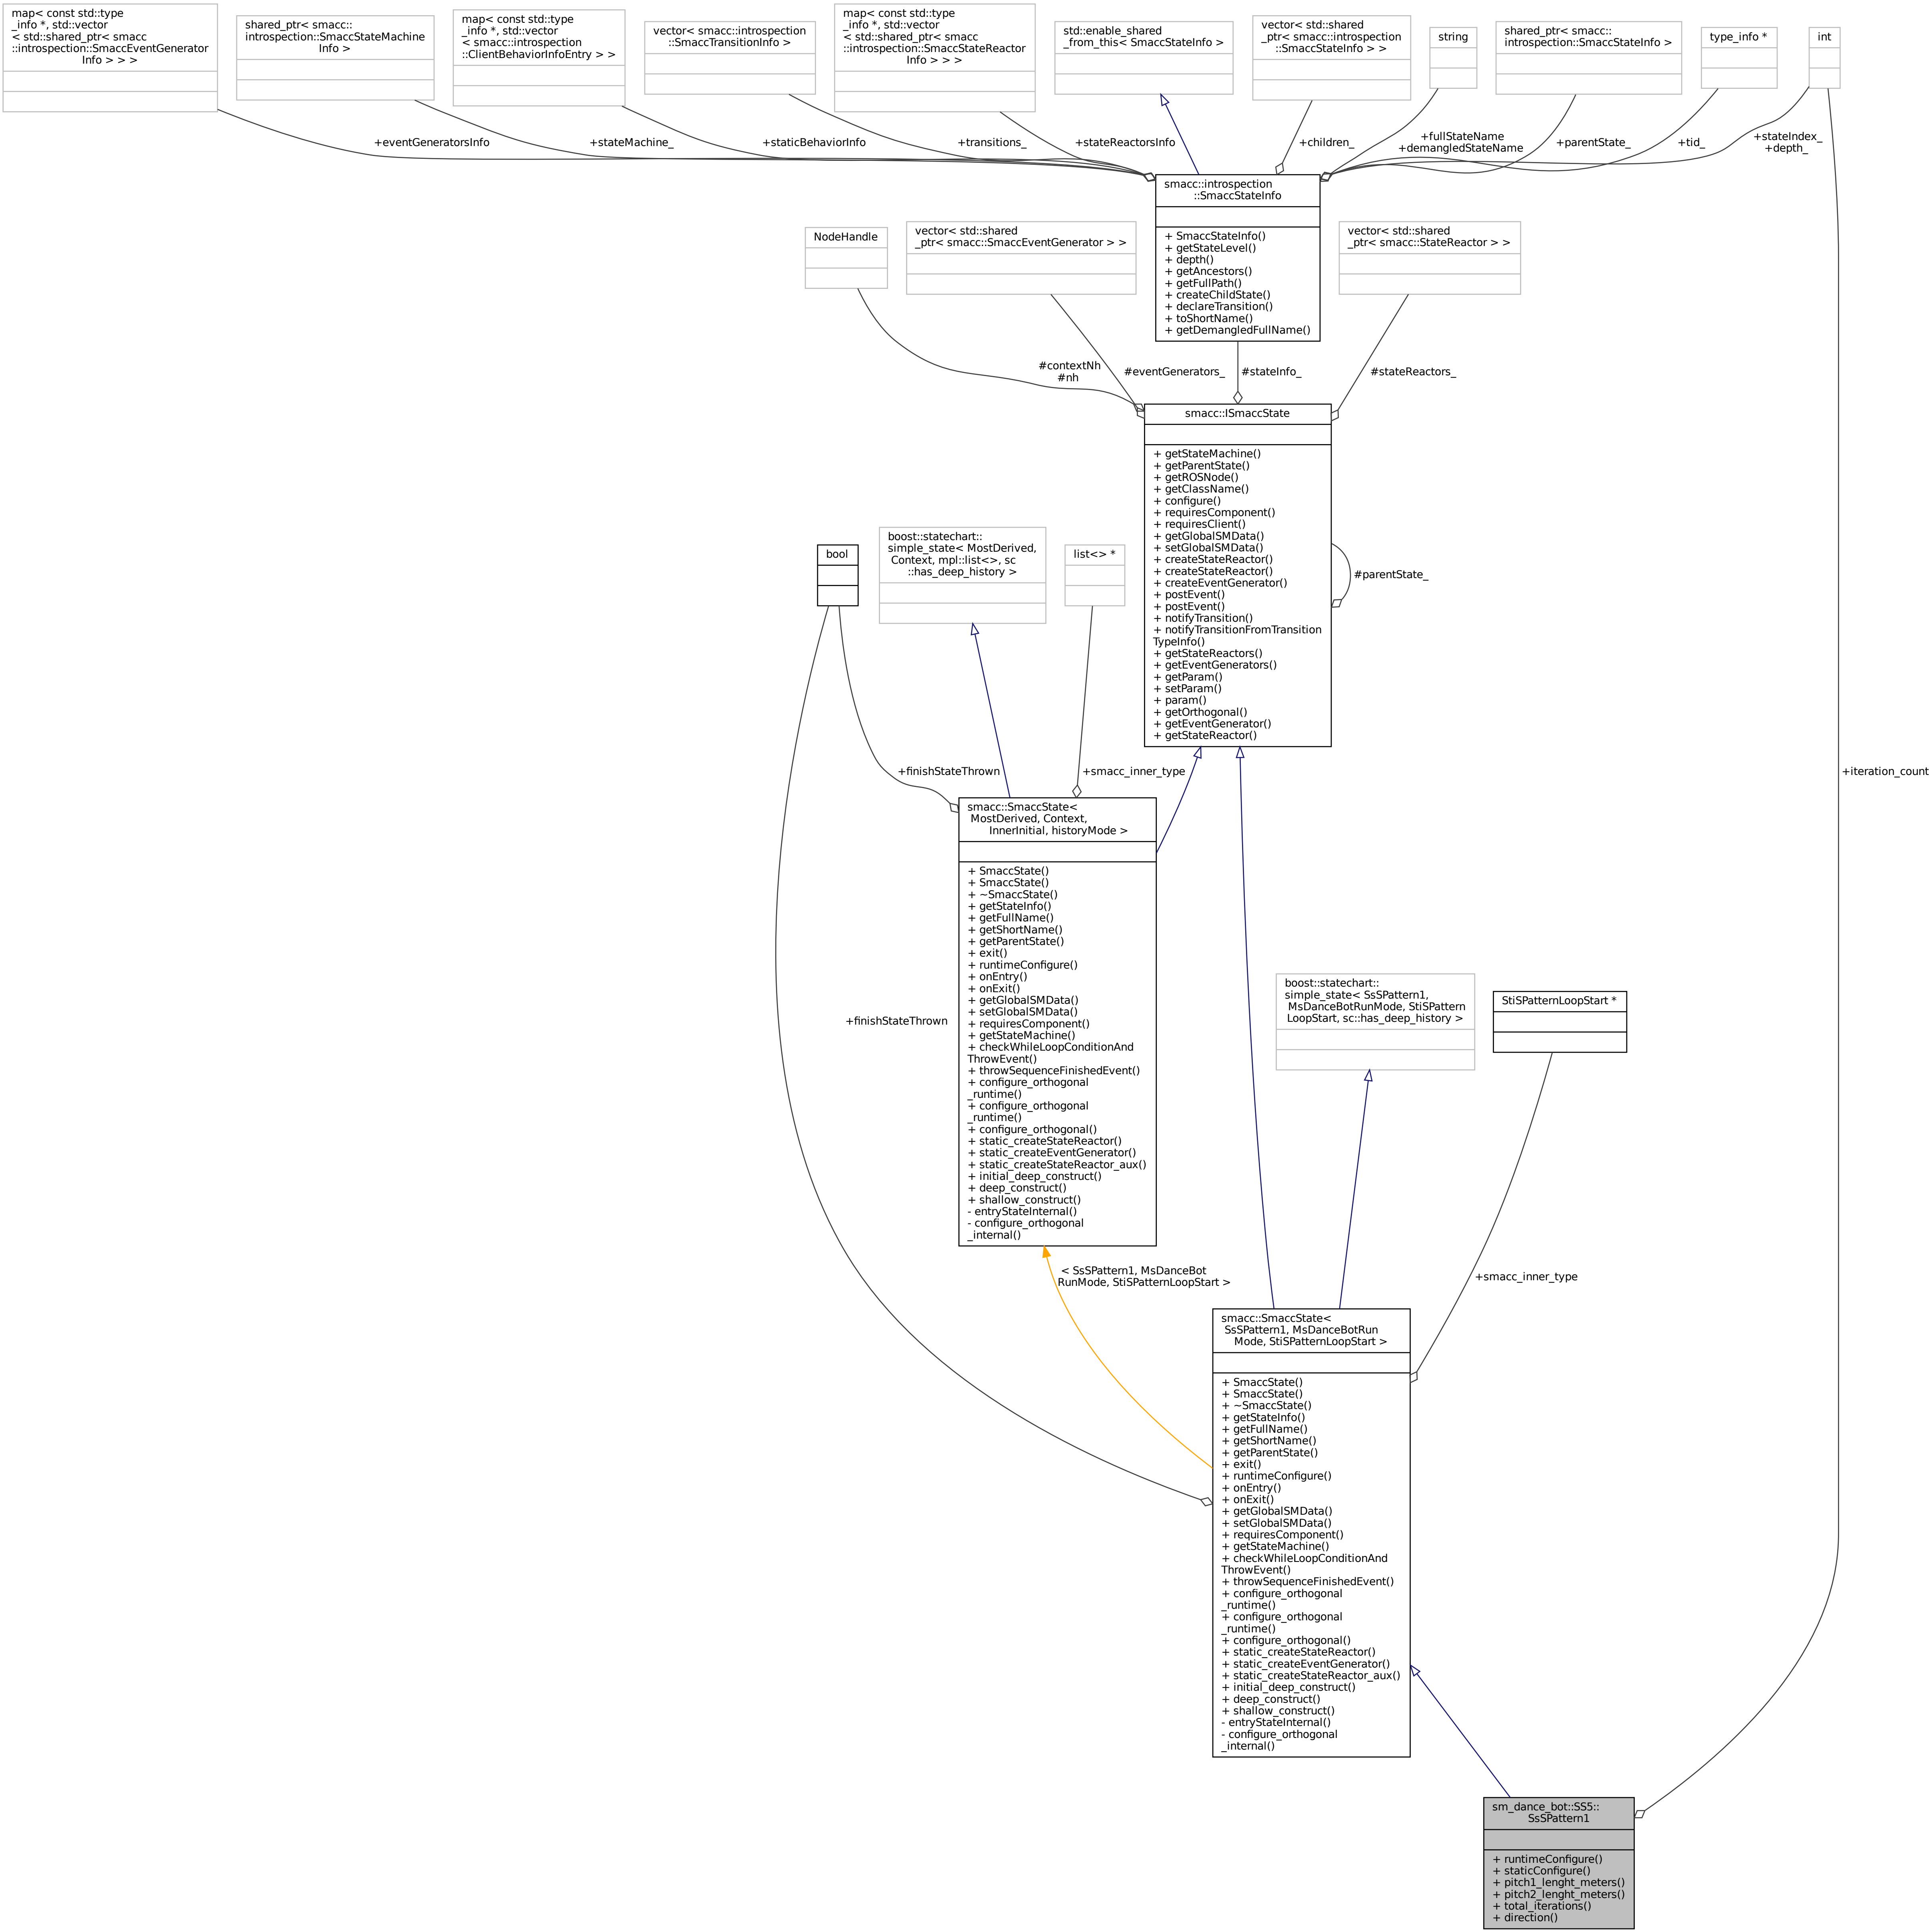 map< const std::type
_info *, std::vector
< std::shared_ptr< smacc
::introspection::SmaccEventGenerator
Info > > >
shared_ptr< smacc::
introspection::SmaccStateMachine
Info >
map< const std::type
_info *, std::vector
< smacc::introspection
::ClientBehaviorInfoEntry > >
vector< smacc::introspection
::SmaccTransitionInfo >
map< const std::type
_info *, std::vector
< std::shared_ptr< smacc
::introspection::SmaccStateReactor
Info > > >
std::enable_shared
_from_this< SmaccStateInfo >
vector< std::shared
_ptr< smacc::introspection
::SmaccStateInfo > >
string
shared_ptr< smacc::
introspection::SmaccStateInfo >
type_info *
int
+eventGeneratorsInfo
+stateMachine_
+staticBehaviorInfo
+transitions_
+stateReactorsInfo
+children_
+fullStateName
+demangledStateName
+parentState_
+tid_
+stateIndex_
+depth_
smacc::introspection
::SmaccStateInfo
+ SmaccStateInfo()
+ getStateLevel()
+ depth()
+ getAncestors()
+ getFullPath()
+ createChildState()
+ declareTransition()
+ toShortName()
+ getDemangledFullName()
NodeHandle
vector< std::shared
_ptr< smacc::SmaccEventGenerator > >
vector< std::shared
_ptr< smacc::StateReactor > >
#contextNh
#nh
#eventGenerators_
#stateInfo_
#stateReactors_
smacc::ISmaccState
+ getStateMachine()
+ getParentState()
+ getROSNode()
+ getClassName()
+ configure()
+ requiresComponent()
+ requiresClient()
+ getGlobalSMData()
+ setGlobalSMData()
+ createStateReactor()
+ createStateReactor()
+ createEventGenerator()
+ postEvent()
+ postEvent()
+ notifyTransition()
+ notifyTransitionFromTransition
TypeInfo()
+ getStateReactors()
+ getEventGenerators()
+ getParam()
+ setParam()
+ param()
+ getOrthogonal()
+ getEventGenerator()
+ getStateReactor()
#parentState_
bool
boost::statechart::
simple_state< MostDerived,
Context, mpl::list<>, sc
::has_deep_history >
list<> *
+finishStateThrown
+smacc_inner_type
+iteration_count
smacc::SmaccState<
MostDerived, Context,
InnerInitial, historyMode >
+ SmaccState()
+ SmaccState()
+ ~SmaccState()
+ getStateInfo()
+ getFullName()
+ getShortName()
+ getParentState()
+ exit()
+ runtimeConfigure()
+ onEntry()
+ onExit()
+ getGlobalSMData()
+ setGlobalSMData()
+ requiresComponent()
+ getStateMachine()
+ checkWhileLoopConditionAnd
ThrowEvent()
+ throwSequenceFinishedEvent()
+ configure_orthogonal
_runtime()
+ configure_orthogonal
_runtime()
+ configure_orthogonal()
+ static_createStateReactor()
+ static_createEventGenerator()
+ static_createStateReactor_aux()
+ initial_deep_construct()
+ deep_construct()
+ shallow_construct()
- entryStateInternal()
- configure_orthogonal
_internal()
+finishStateThrown
boost::statechart::
simple_state< SsSPattern1,
MsDanceBotRunMode, StiSPattern
LoopStart, sc::has_deep_history >
StiSPatternLoopStart *
< SsSPattern1, MsDanceBot
RunMode, StiSPatternLoopStart >
+smacc_inner_type
smacc::SmaccState<
SsSPattern1, MsDanceBotRun
Mode, StiSPatternLoopStart >
+ SmaccState()
+ SmaccState()
+ ~SmaccState()
+ getStateInfo()
+ getFullName()
+ getShortName()
+ getParentState()
+ exit()
+ runtimeConfigure()
+ onEntry()
+ onExit()
+ getGlobalSMData()
+ setGlobalSMData()
+ requiresComponent()
+ getStateMachine()
+ checkWhileLoopConditionAnd
ThrowEvent()
+ throwSequenceFinishedEvent()
+ configure_orthogonal
_runtime()
+ configure_orthogonal
_runtime()
+ configure_orthogonal()
+ static_createStateReactor()
+ static_createEventGenerator()
+ static_createStateReactor_aux()
+ initial_deep_construct()
+ deep_construct()
+ shallow_construct()
- entryStateInternal()
- configure_orthogonal
_internal()
sm_dance_bot::SS5::
SsSPattern1
+ runtimeConfigure()
+ staticConfigure()
+ pitch1_lenght_meters()
+ pitch2_lenght_meters()
+ total_iterations()
+ direction()